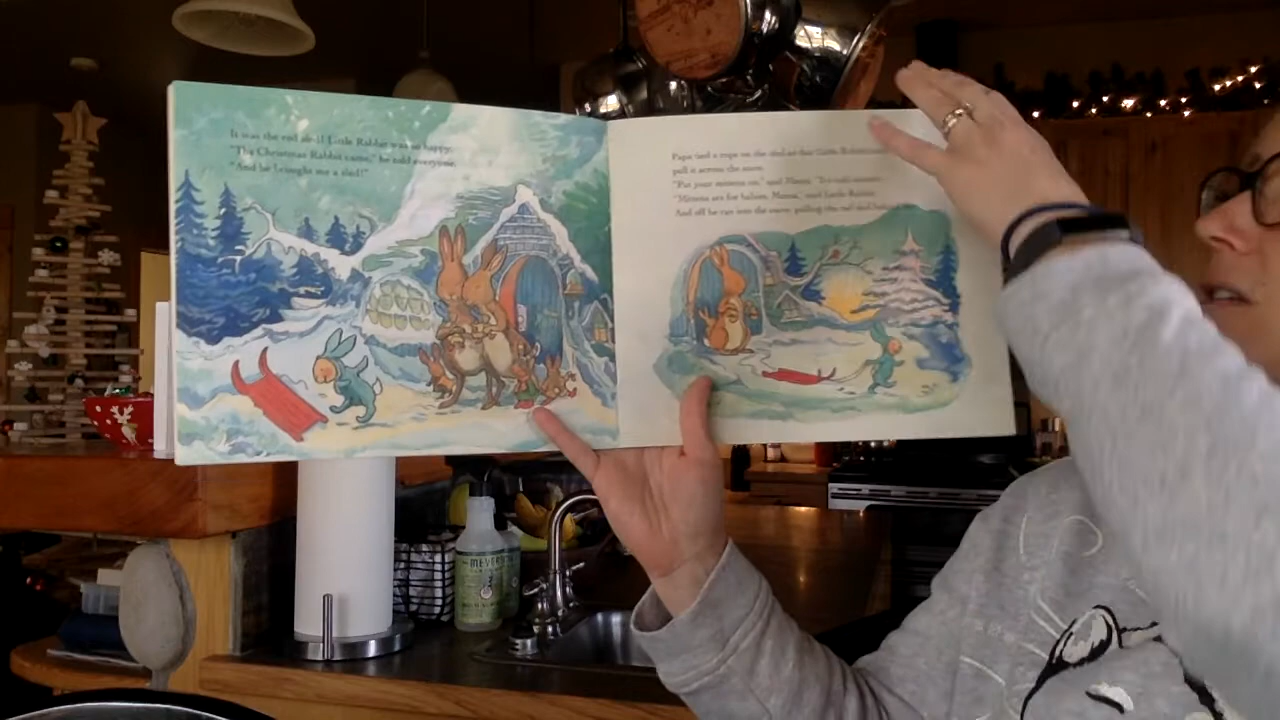 It was the red sled! Little Rabbit was so happy.
"The Christmas Rabbit came," he told everyone.
"And he brought me a sled!"
Papa tied a rope on the sled so that Little Rabbit
pull it across the snow.
"Put your mittens on," said Mama.
"Mittens are for babies, Mama," said Little Rabbit.
And off he ran into the snow, pulling the red sled
MEYER'S